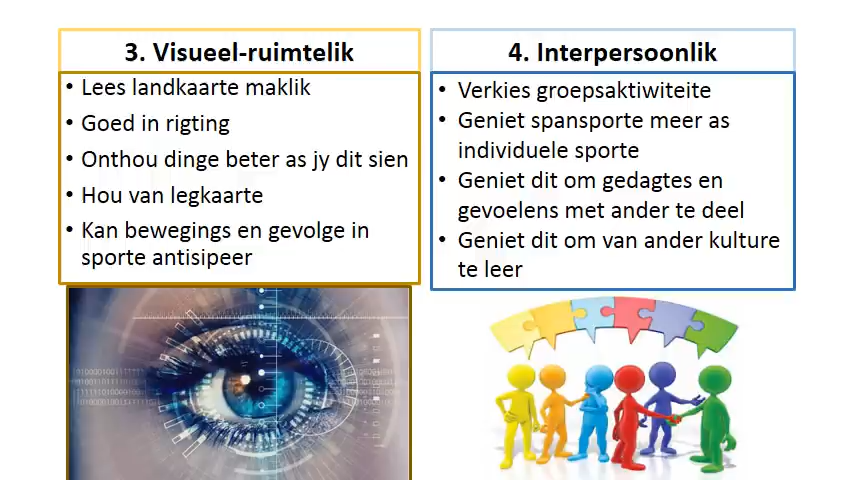 3. Visueel-ruimtelik
• Lees landkaarte maklik
• Goed in rigting
• Onthou dinge beter as jy dit sien
• Hou van legkaarte
• Kan bewegings en gevolge in
sporte antisipeer
4. Interpersoonlik
• Verkies groepsaktiwiteite
• Geniet spansporte meer as
individuele sporte
• Geniet dit om gedagtes en
gevoelens met ander te deel
• Geniet dit om van ander kulture
te leer